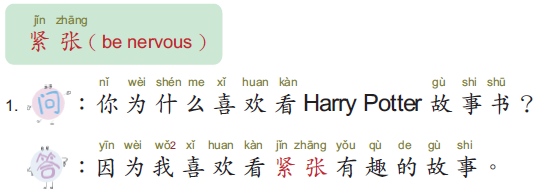 jǐn zhāng
紧张（be nervous）
nǐ wèi shén me xǐ huan kàn gù shi shū
1. 问：你为什么喜欢看 Harry Potter 故事书？
yīn wèi wǒ2 xǐ huan kàn jǐn zhāng yǒu qù de gù shi
答：因为我喜欢看紧张有趣的故事。